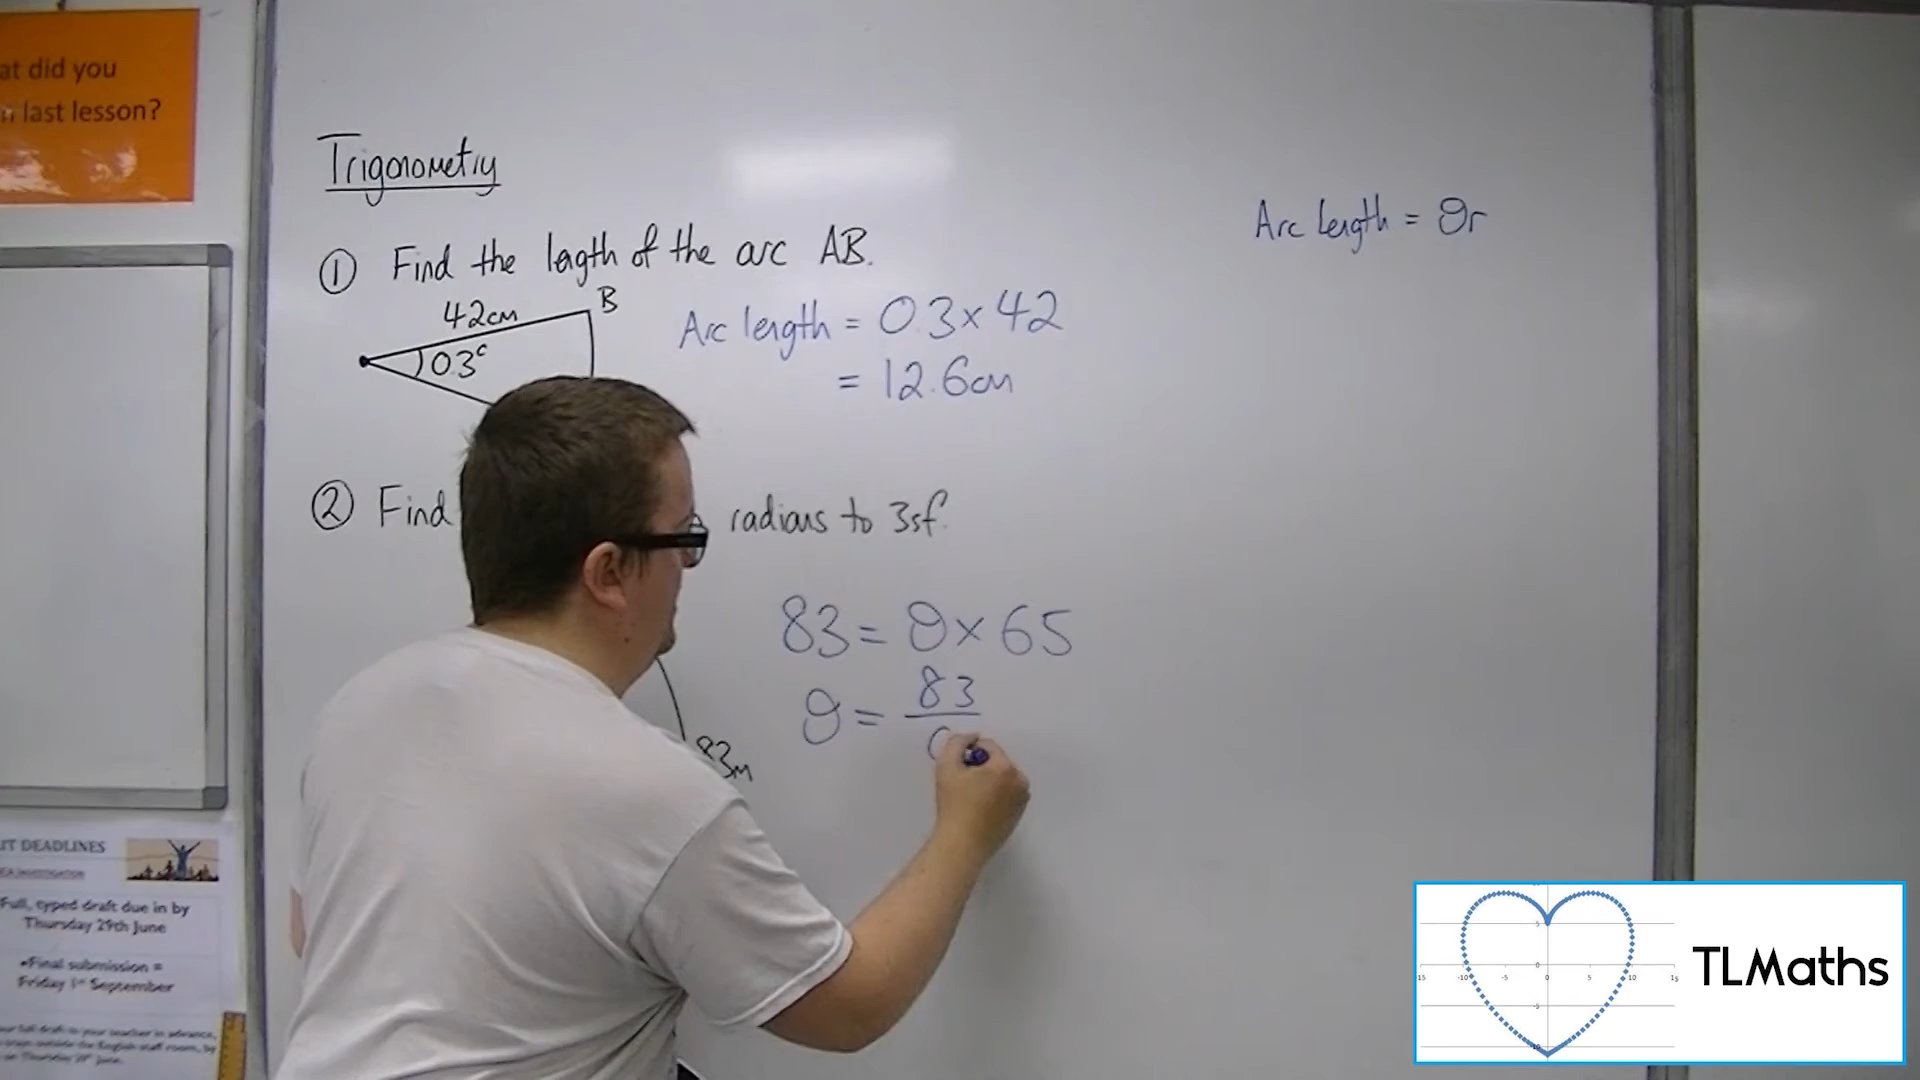 at did you
n last lesson?
Trigonometry
Arc length = θr
① Find the length of the arc AB.
42cm
B
0.3ᶜ
Arc length = 0.3 × 42
= 12.6cm
② Find
radians to 3sf.
83 = θ × 65
θ = 83
83m
IT DEADLINES
Full, typed draft due in by
Thursday 29th June
•Final submission =
Friday 1st September
TLMaths